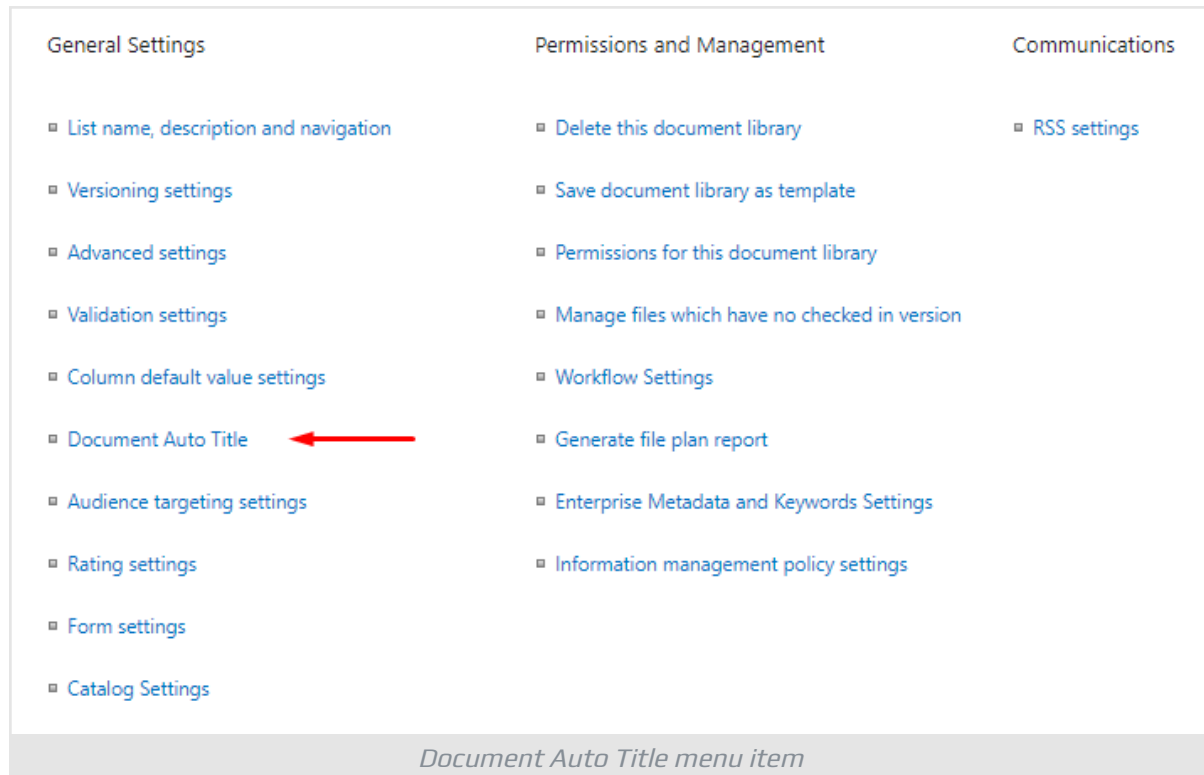 General Settings
List name, description and navigation
Versioning settings
Advanced settings
Validation settings
Column default value settings
Document Auto Title
Audience targeting settings
Rating settings
Form settings
Catalog Settings
Permissions and Management
Delete this document library
Save document library as template
Permissions for this document library
Manage files which have no checked in version
Workflow Settings
Generate file plan report
Enterprise Metadata and Keywords Settings
Information management policy settings
Communications
RSS settings
Document Auto Title menu item